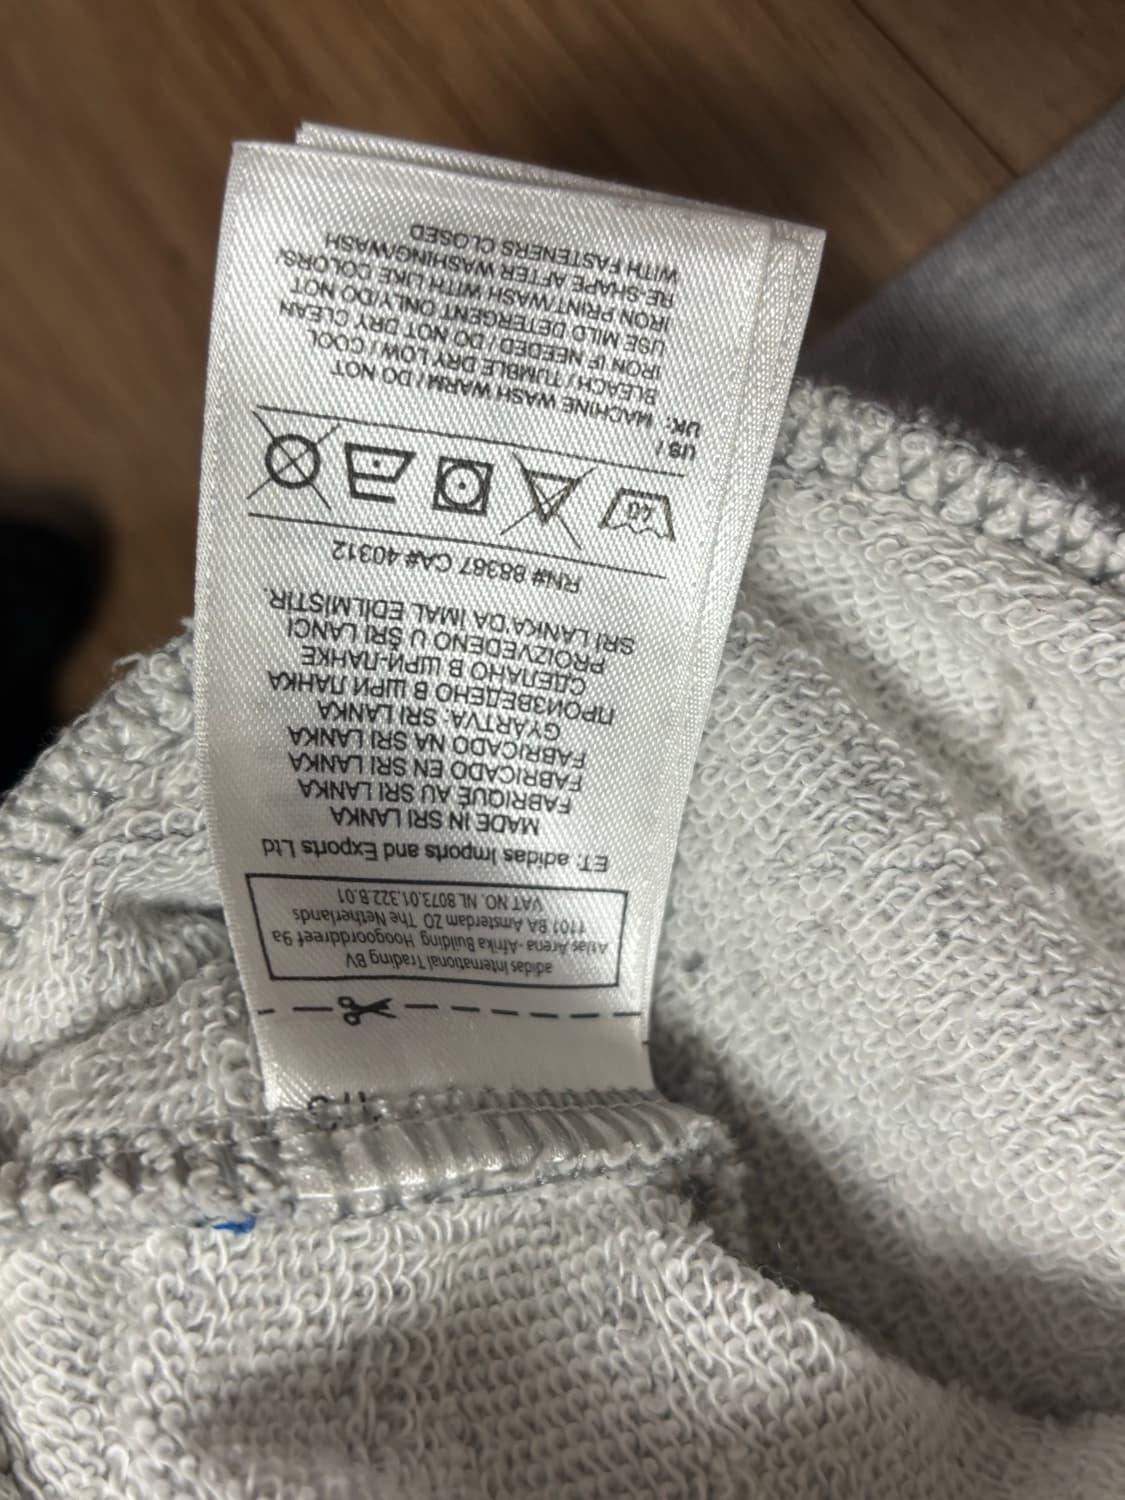 adidas International Trading BV
Atlas Arena - Afrika Building Hoogoorddreef 9a
1101 BA Amsterdam ZO The Netherlands
VAT NO. NL 8073.01.322.B.01
ET: adidas Imports and Exports Ltd
MADE IN SRI LANKA
FABRIQUÉ AU SRI LANKA
FABRICADO EN SRI LANKA
FABRICADO NA SRI LANKA
GYÁRTVA: SRI LANKA
ПРОИЗВЕДЕНО В ШРИ ЛАНКА
СДЕЛАНО В ШРИ-ЛАНКЕ
PROIZVEDENO U ŠRI LANCI
SRI LANKA'DA İMAL EDİLMİŞTİR.
RN# 88387 CA# 40312
40
US /
UK: MACHINE WASH WARM / DO NOT
BLEACH / TUMBLE DRY LOW / COOL
IRON IF NEEDED / DO NOT DRY CLEAN
USE MILD DETERGENT ONLY/DO NOT
IRON PRINT/WASH WITH LIKE COLORS/
RE-SHAPE AFTER WASHING/WASH
WITH FASTENERS CLOSED